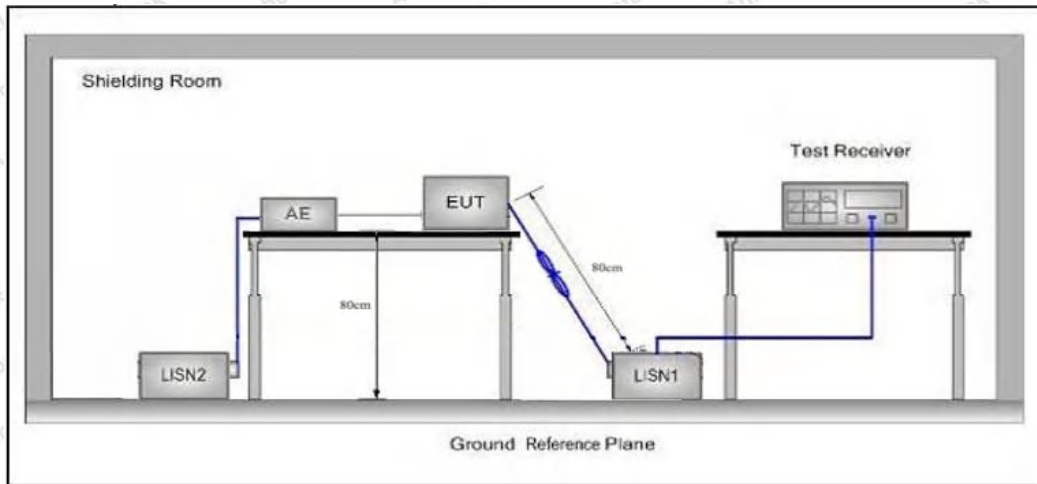 Shielding Room
Test Receiver
AE
EUT
80cm
80cm
LISN2
LISN1
Ground Reference Plane